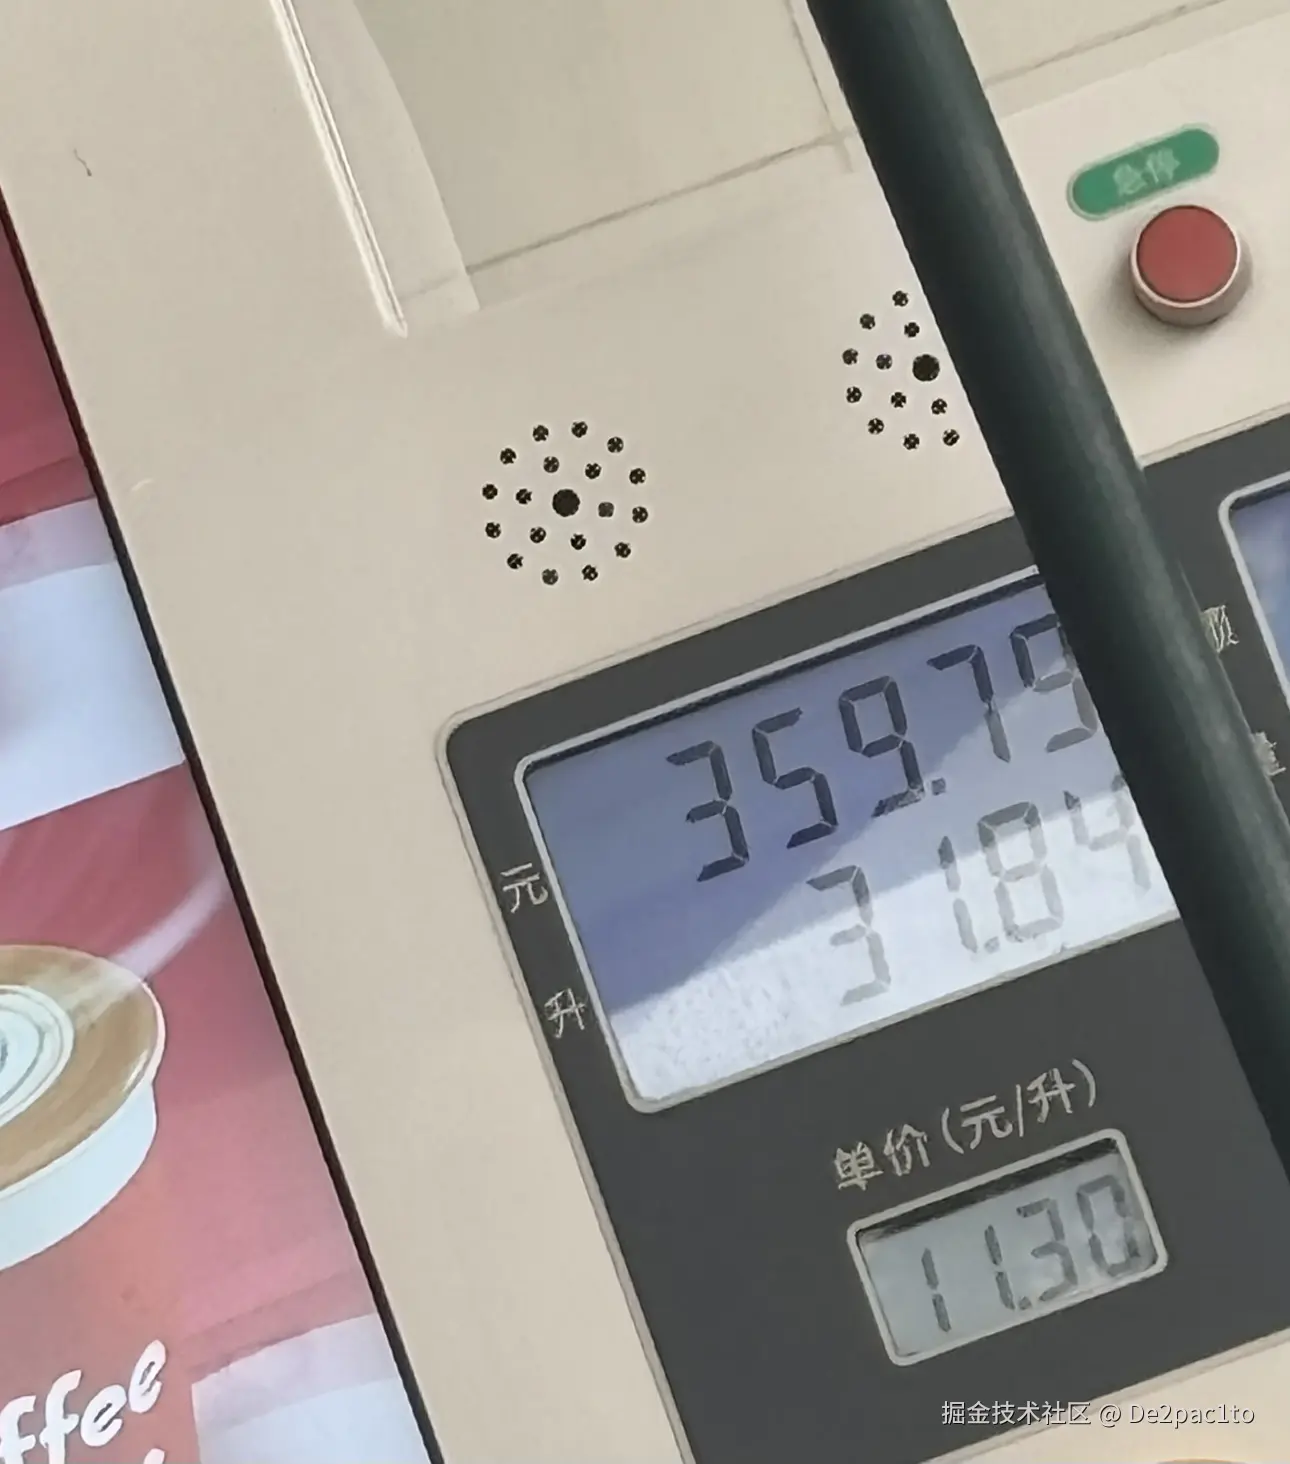 急停
359.79
元
31.84
升
单价(元/升)
11.30
ffee
掘金技术社区 @ De2pac1to